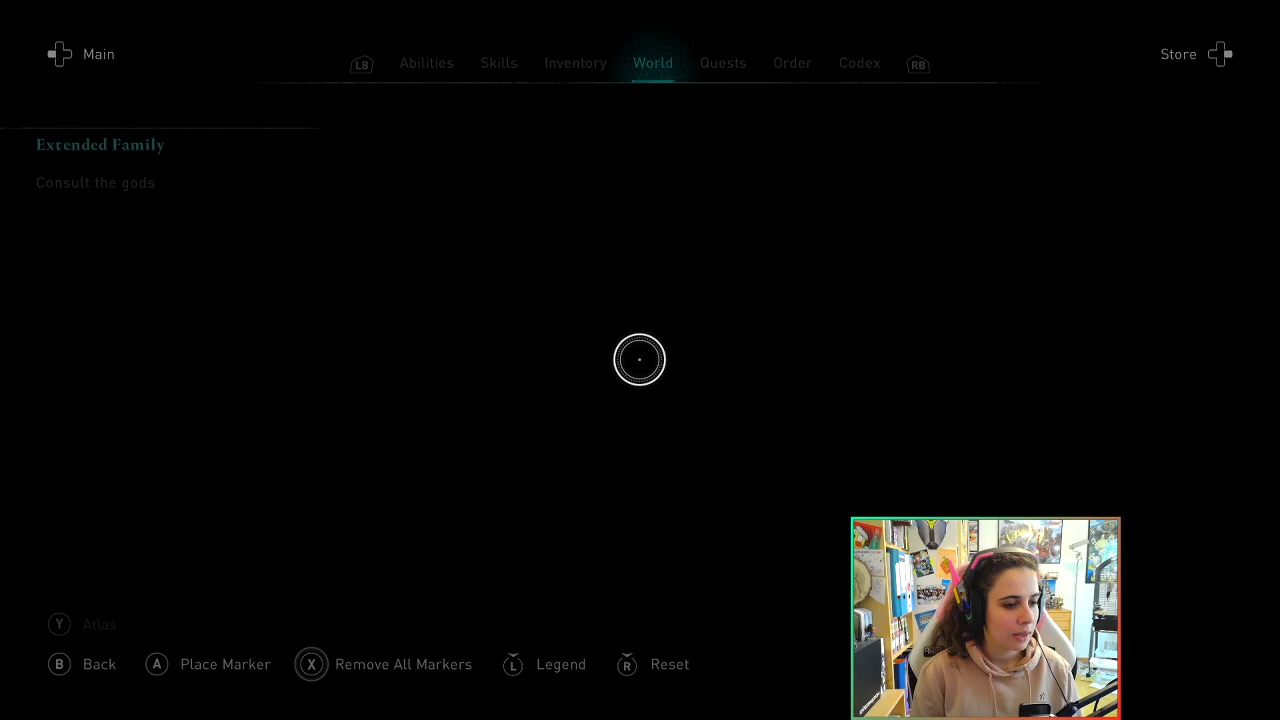 Main
LB Abilities Skills Inventory World Quests Order Codex RB
Store
Extended Family
Consult the gods
Y Atlas
B Back A Place Marker X Remove All Markers L Legend R Reset